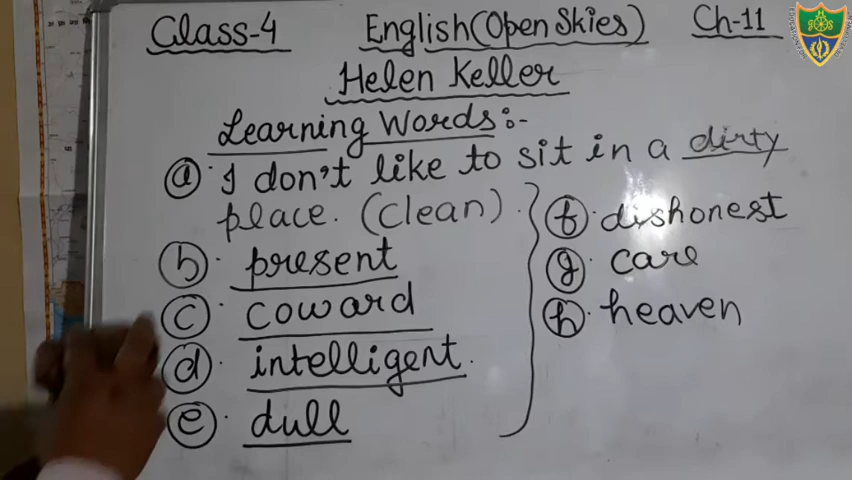 Class-4 English(Open Skies) Ch-11
Helen Keller
Learning Words:-
(a) I don't like to sit in a dirty
place. (clean).
(b). present
(c). coward
(d). intelligent.
(e). dull
(f). dishonest
(g). care
(h). heaven